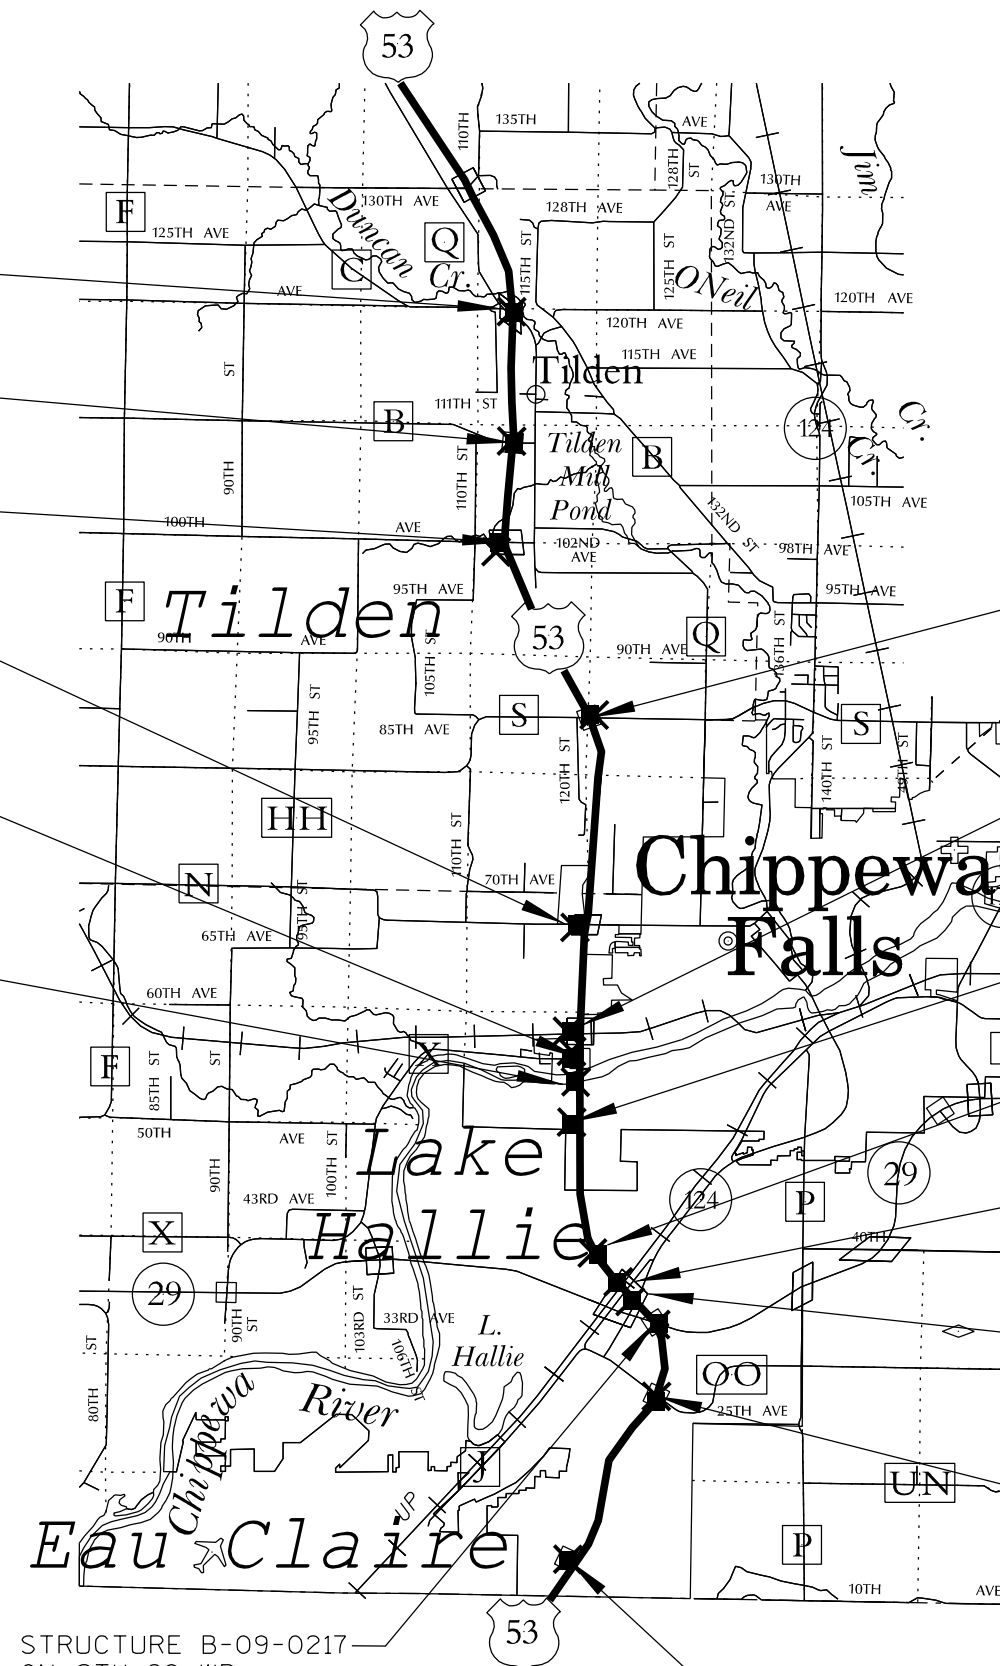 53
135TH AVE
110TH
128TH ST
130TH AVE
Jim
F
130TH AVE
128TH AVE
132ND ST.
125TH AVE
Duncan Cr.
Q
C
115TH ST
125TH ST
ONeil
AVE
120TH AVE
120TH AVE
ST
115TH AVE
Tilden
111TH ST
B
124
Cr.
Cr.
Tilden
Mill
Pond
B
90TH
110TH ST
105TH AVE
132ND ST
100TH AVE
102ND AVE
98TH AVE
95TH AVE
95TH AVE
F
Tilden
53
Q
90TH AVE
90TH AVE
136TH ST
105TH ST
95TH ST
S
S
85TH AVE
120TH ST
140TH ST
HH
110TH ST
Chippewa
Falls
N
70TH AVE
95TH ST
65TH AVE
60TH AVE
F
X
85TH ST
ST
50TH AVE
Lake
Hallie
90TH
100TH ST
43RD AVE
124
29
P
X
40TH
29
90TH ST
103RD ST
33RD AVE
106TH ST
L.
Hallie
ST
80TH
OO
25TH AVE
Chippewa River
J
UN
UP
Eau Claire
P
10TH AVE
53
STRUCTURE B-09-0217